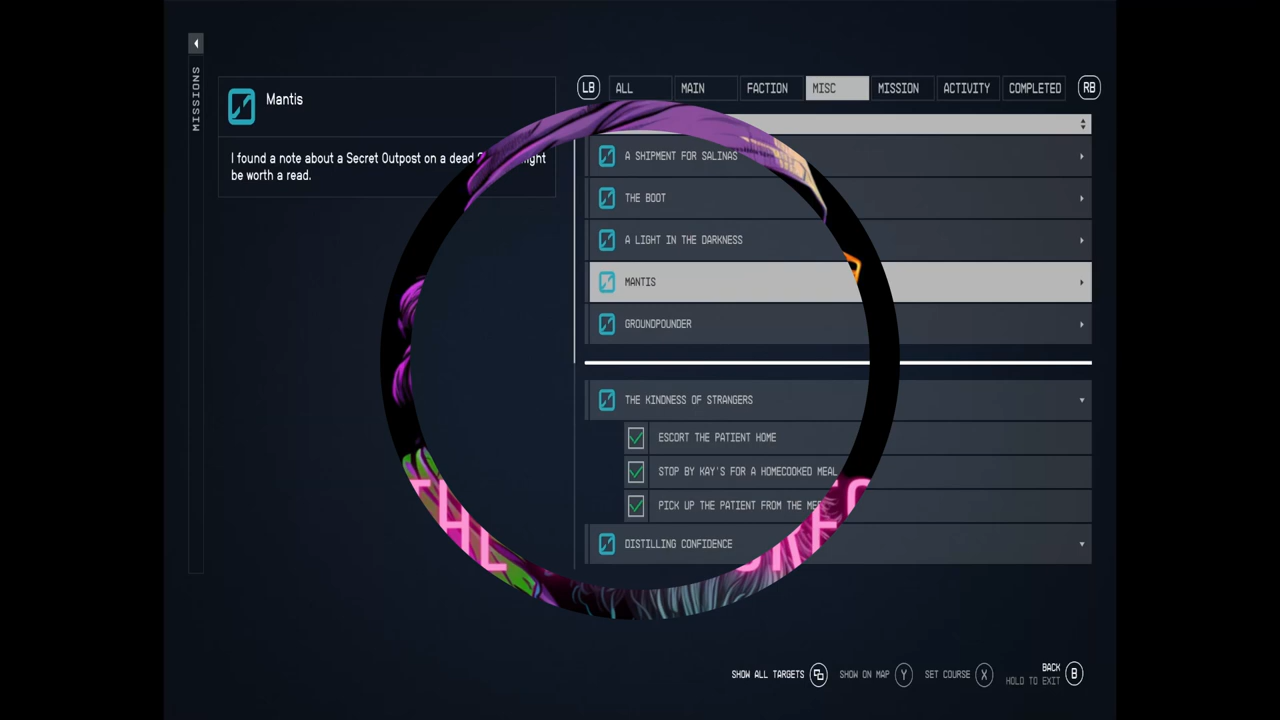 MISSIONS
Mantis
I found a note about a Secret Outpost on a dead
be worth a read.
LB ALL MAIN FACTION MISC MISSION ACTIVITY COMPLETED RB
A SHIPMENT FOR SALINAS
THE BOOT
A LIGHT IN THE DARKNESS
MANTIS
GROUNDPOUNDER
THE KINDNESS OF STRANGERS
ESCORT THE PATIENT HOME
STOP BY KAY'S FOR A HOMECOOKED MEAL
PICK UP THE PATIENT FROM THE
DISTILLING CONFIDENCE
SHOW ALL TARGETS SHOW ON MAP Y SET COURSE X BACK B
HOLD TO EXIT